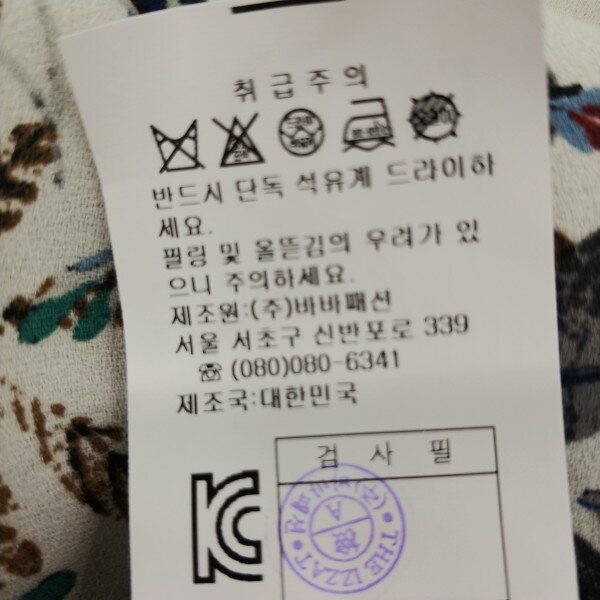 취급주의
반드시 단독 석유계 드라이하
세요.
필링 및 올뜯김의 우려가 있
으니 주의하세요.
제조원:(주)바바패션
서울 서초구 신반포로 339
☏ (080)080-6341
제조국:대한민국
검 사 필
THE IZZAT
A